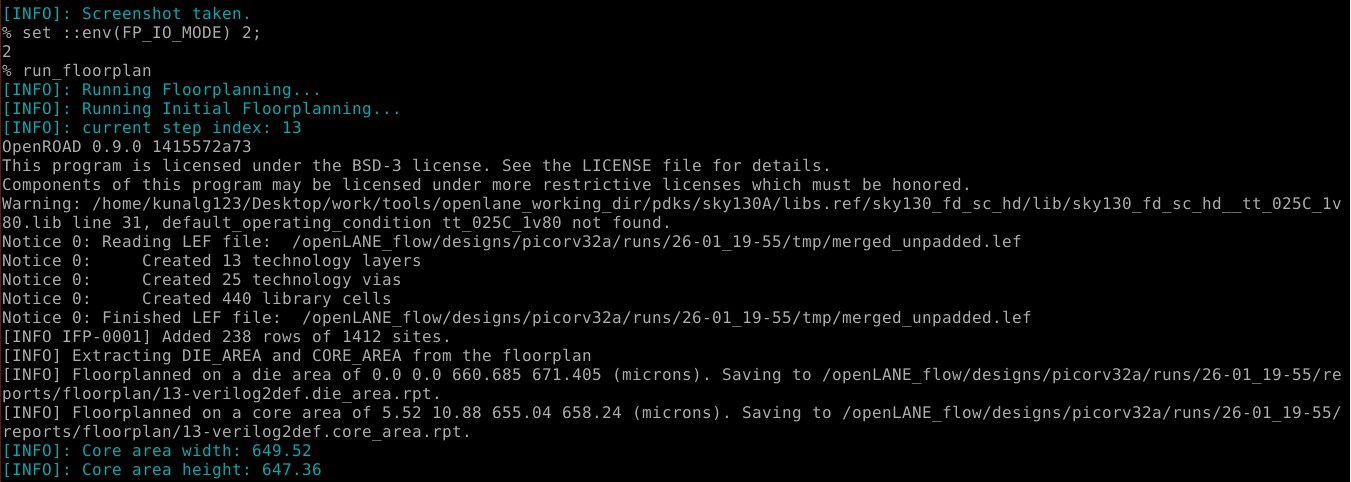 [INFO]: Screenshot taken.
% set ::env(FP_IO_MODE) 2;
2
% run_floorplan
[INFO]: Running Floorplanning...
[INFO]: Running Initial Floorplanning...
[INFO]: current step index: 13
OpenROAD 0.9.0 1415572a73
This program is licensed under the BSD-3 license. See the LICENSE file for details.
Components of this program may be licensed under more restrictive licenses which must be honored.
Warning: /home/kunalg123/Desktop/work/tools/openlane_working_dir/pdks/sky130A/libs.ref/sky130_fd_sc_hd/lib/sky130_fd_sc_hd__tt_025C_1v
80.lib line 31, default_operating_condition tt_025C_1v80 not found.
Notice 0: Reading LEF file:  /openLANE_flow/designs/picorv32a/runs/26-01_19-55/tmp/merged_unpadded.lef
Notice 0:     Created 13 technology layers
Notice 0:     Created 25 technology vias
Notice 0:     Created 440 library cells
Notice 0: Finished LEF file:  /openLANE_flow/designs/picorv32a/runs/26-01_19-55/tmp/merged_unpadded.lef
[INFO IFP-0001] Added 238 rows of 1412 sites.
[INFO] Extracting DIE_AREA and CORE_AREA from the floorplan
[INFO] Floorplanned on a die area of 0.0 0.0 660.685 671.405 (microns). Saving to /openLANE_flow/designs/picorv32a/runs/26-01_19-55/re
ports/floorplan/13-verilog2def.die_area.rpt.
[INFO] Floorplanned on a core area of 5.52 10.88 655.04 658.24 (microns). Saving to /openLANE_flow/designs/picorv32a/runs/26-01_19-55/
reports/floorplan/13-verilog2def.core_area.rpt.
[INFO]: Core area width: 649.52
[INFO]: Core area height: 647.36